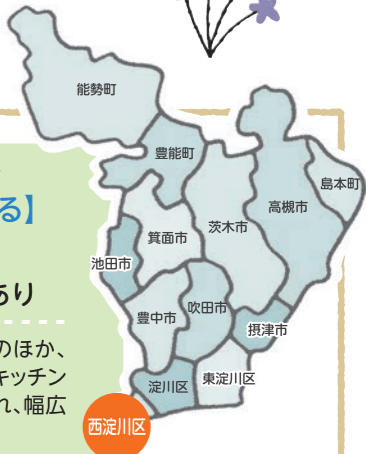 能勢町
豊能町
島本町
る】
高槻市
茨木市
箕面市
池田市
あり
吹田市
豊中市
摂津市
のほか、
キッチン
東淀川区
淀川区
れ、幅広
西淀川区